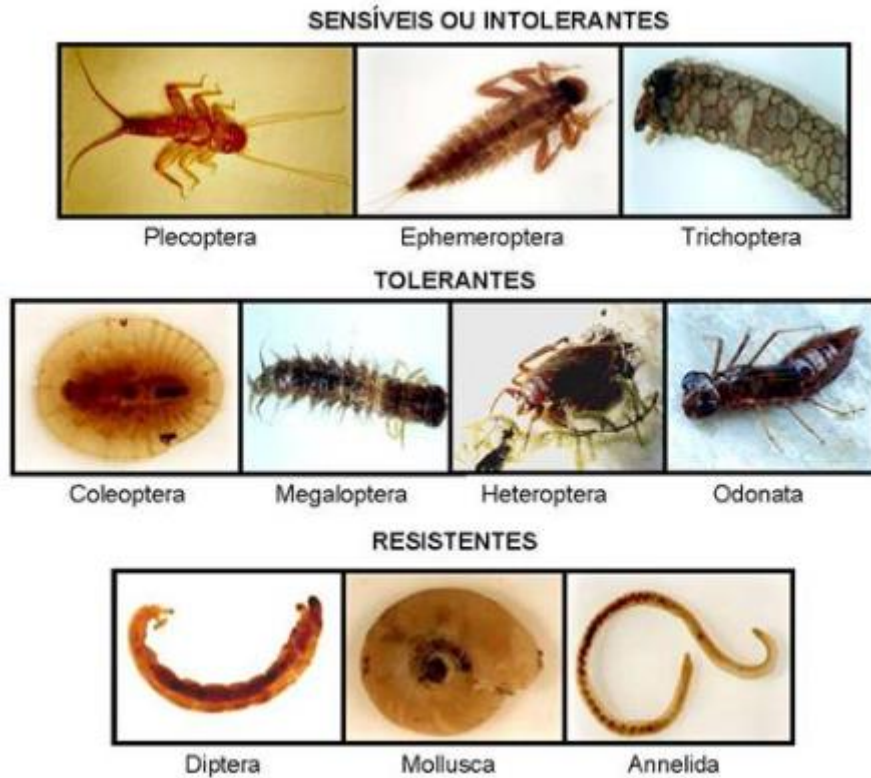 SENSÍVEIS OU INTOLERANTES
Plecoptera Ephemeroptera Trichoptera
TOLERANTES
Coleoptera Megaloptera Heteroptera Odonata
RESISTENTES
Diptera Mollusca Annelida